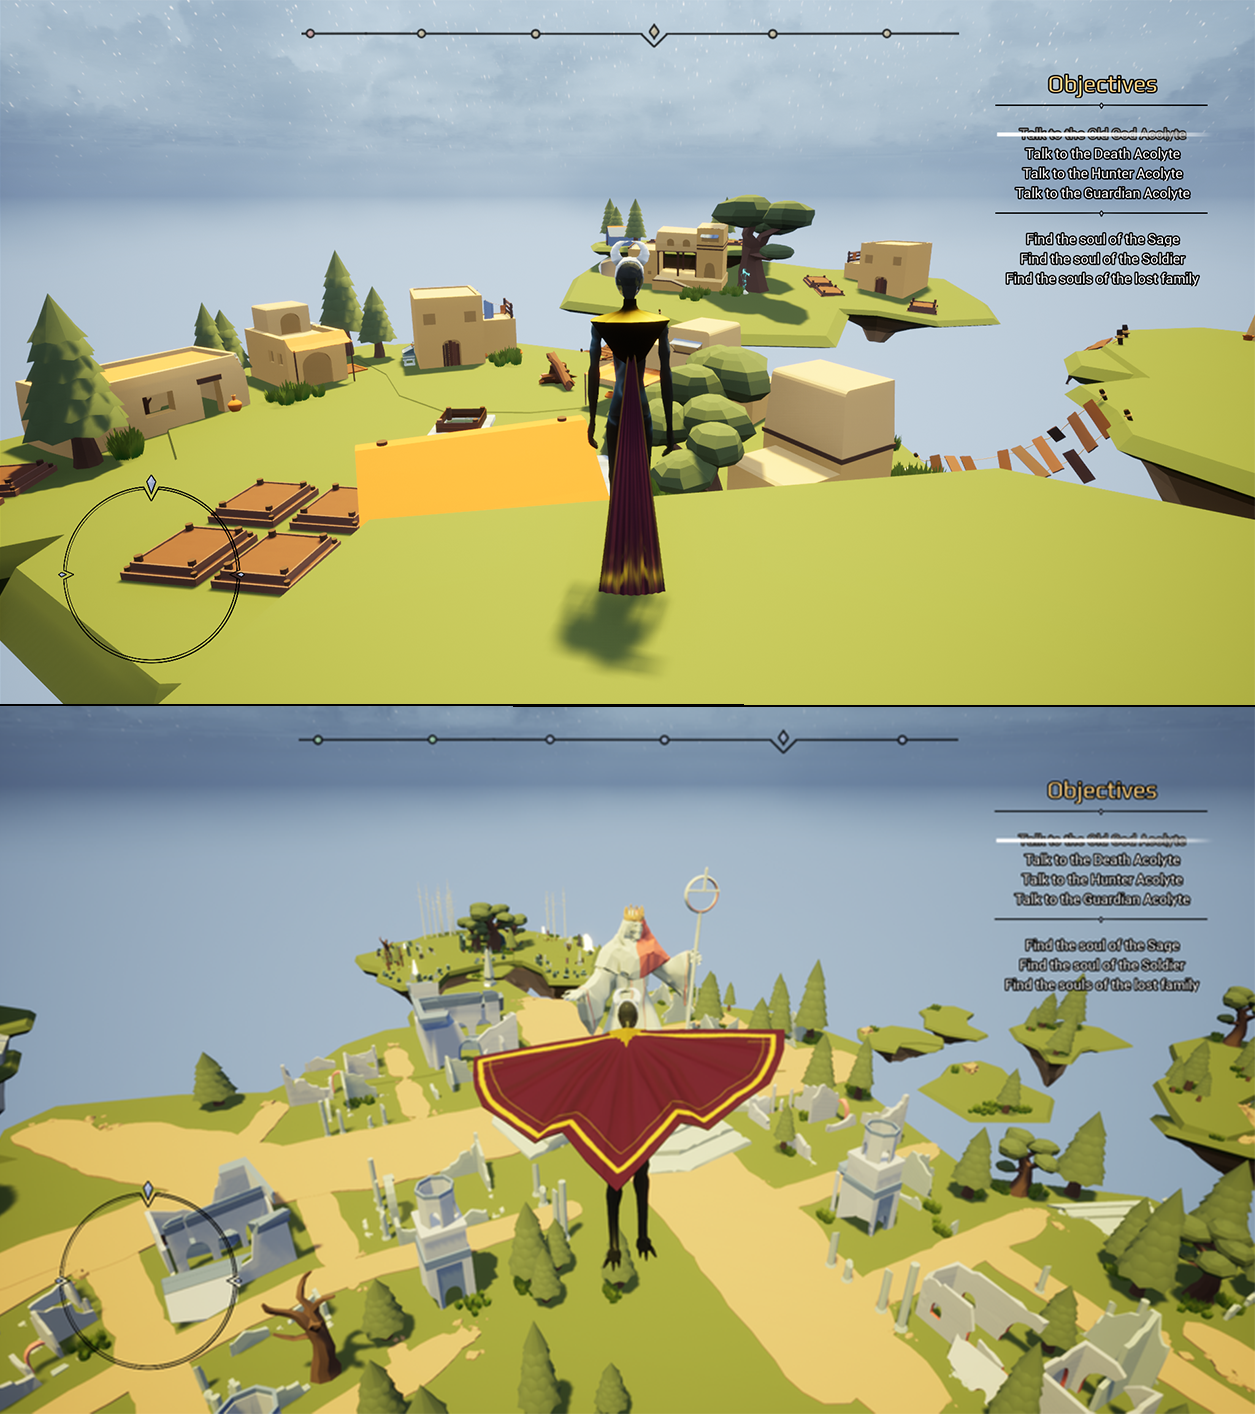 Objectives
Talk to the Old God Acolyte
Talk to the Death Acolyte
Talk to the Hunter Acolyte
Talk to the Guardian Acolyte
Find the soul of the Sage
Find the soul of the Soldier
Find the souls of the lost family
Objectives
Talk to the Old God Acolyte
Talk to the Death Acolyte
Talk to the Hunter Acolyte
Talk to the Guardian Acolyte
Find the soul of the Sage
Find the soul of the Soldier
Find the souls of the lost family